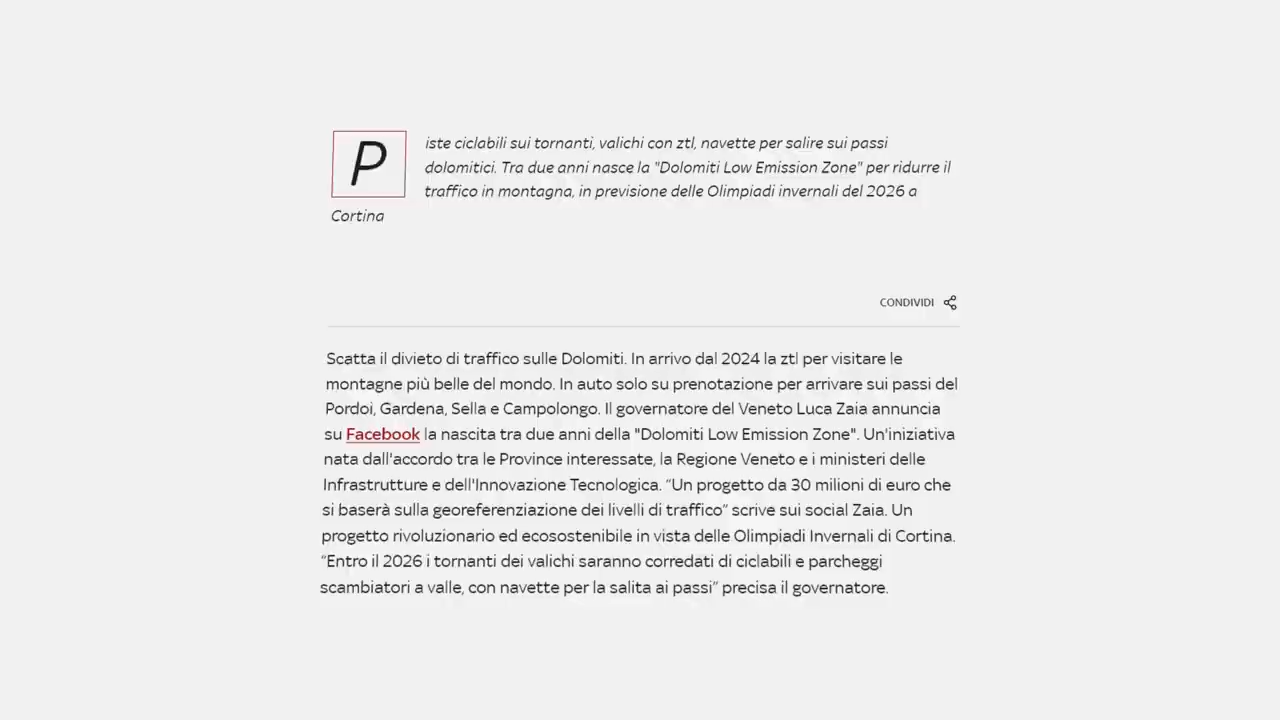 Piste ciclabili sui tornanti, valichi con ztl, navette per salire sui passi
dolomitici. Tra due anni nasce la "Dolomiti Low Emission Zone" per ridurre il
traffico in montagna, in previsione delle Olimpiadi invernali del 2026 a
Cortina
CONDIVIDI
Scatta il divieto di traffico sulle Dolomiti. In arrivo dal 2024 la ztl per visitare le
montagne più belle del mondo. In auto solo su prenotazione per arrivare sui passi del
Pordoi, Gardena, Sella e Campolongo. Il governatore del Veneto Luca Zaia annuncia
su Facebook la nascita tra due anni della "Dolomiti Low Emission Zone". Un'iniziativa
nata dall'accordo tra le Province interessate, la Regione Veneto e i ministeri delle
Infrastrutture e dell'Innovazione Tecnologica. “Un progetto da 30 milioni di euro che
si baserà sulla georeferenziazione dei livelli di traffico” scrive sui social Zaia. Un
progetto rivoluzionario ed ecosostenibile in vista delle Olimpiadi Invernali di Cortina.
“Entro il 2026 i tornanti dei valichi saranno corredati di ciclabili e parcheggi
scambiatori a valle, con navette per la salita ai passi” precisa il governatore.